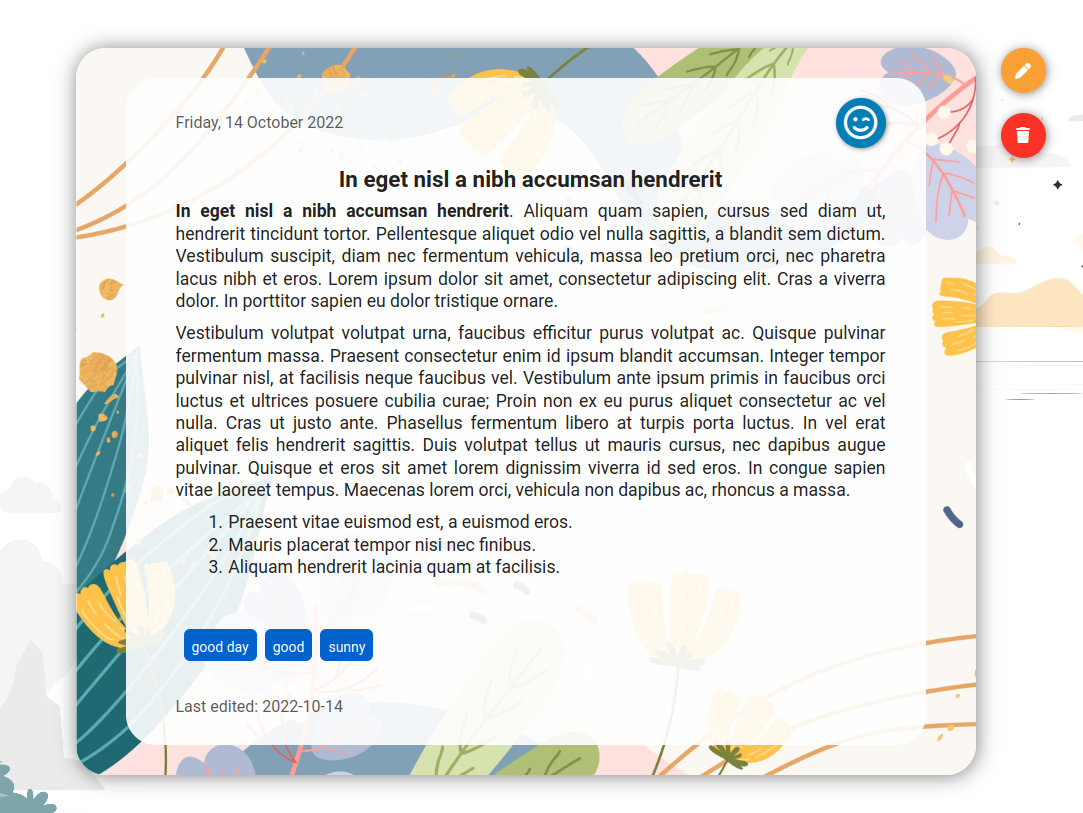 Friday, 14 October 2022
In eget nisl a nibh accumsan hendrerit
In eget nisl a nibh accumsan hendrerit. Aliquam quam sapien, cursus sed diam ut,
hendrerit tincidunt tortor. Pellentesque aliquet odio vel nulla sagittis, a blandit sem dictum.
Vestibulum suscipit, diam nec fermentum vehicula, massa leo pretium orci, nec pharetra
lacus nibh et eros. Lorem ipsum dolor sit amet, consectetur adipiscing elit. Cras a viverra
dolor. In porttitor sapien eu dolor tristique ornare.
Vestibulum volutpat volutpat urna, faucibus efficitur purus volutpat ac. Quisque pulvinar
fermentum massa. Praesent consectetur enim id ipsum blandit accumsan. Integer tempor
pulvinar nisl, at facilisis neque faucibus vel. Vestibulum ante ipsum primis in faucibus orci
luctus et ultrices posuere cubilia curae; Proin non ex eu purus aliquet consectetur ac vel
nulla. Cras ut justo ante. Phasellus fermentum libero at turpis porta luctus. In vel erat
aliquet felis hendrerit sagittis. Duis volutpat tellus ut mauris cursus, nec dapibus augue
pulvinar. Quisque et eros sit amet lorem dignissim viverra id sed eros. In congue sapien
vitae laoreet tempus. Maecenas lorem orci, vehicula non dapibus ac, rhoncus a massa.
1. Praesent vitae euismod est, a euismod eros.
2. Mauris placerat tempor nisi nec finibus.
3. Aliquam hendrerit lacinia quam at facilisis.
good day good sunny
Last edited: 2022-10-14